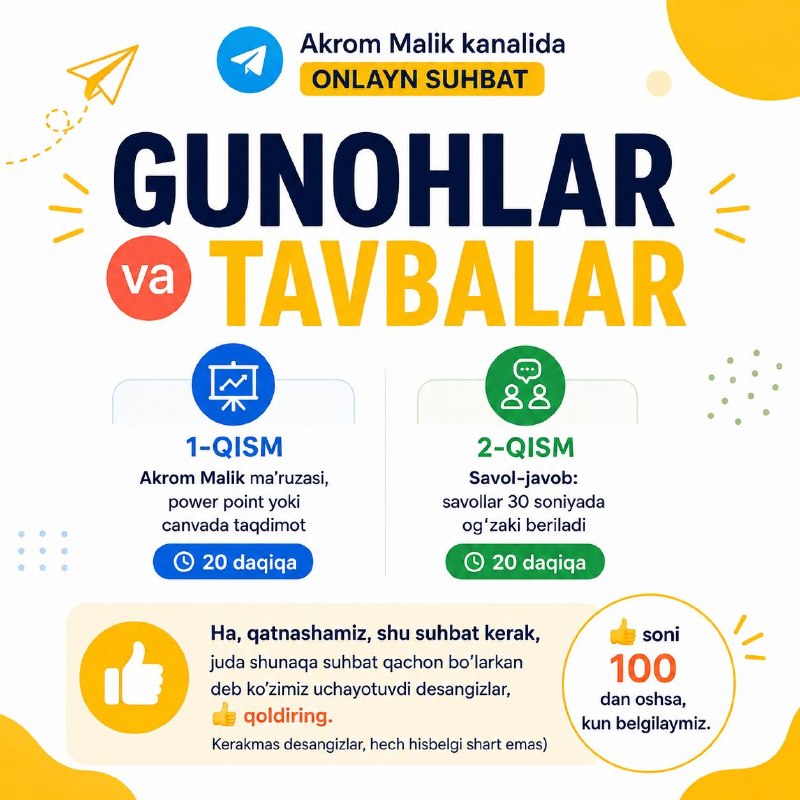 Akrom Malik kanalida
ONLAYN SUHBAT
GUNOHLAR
va TAVBALAR
1-QISM
Akrom Malik ma’ruzasi,
power point yoki
canvada taqdimot
20 daqiqa
2-QISM
Savol-javob:
savollar 30 soniyada
og‘zaki beriladi
20 daqiqa
Ha, qatnashamiz, shu suhbat kerak,
juda shunaqa suhbat qachon bo’larkan
deb ko’zimiz uchayotuvdi desangizlar,
👍 qoldiring.
Kerakmas desangizlar, hech hisbelgi shart emas)
👍 soni
100
dan oshsa,
kun belgilaymiz.